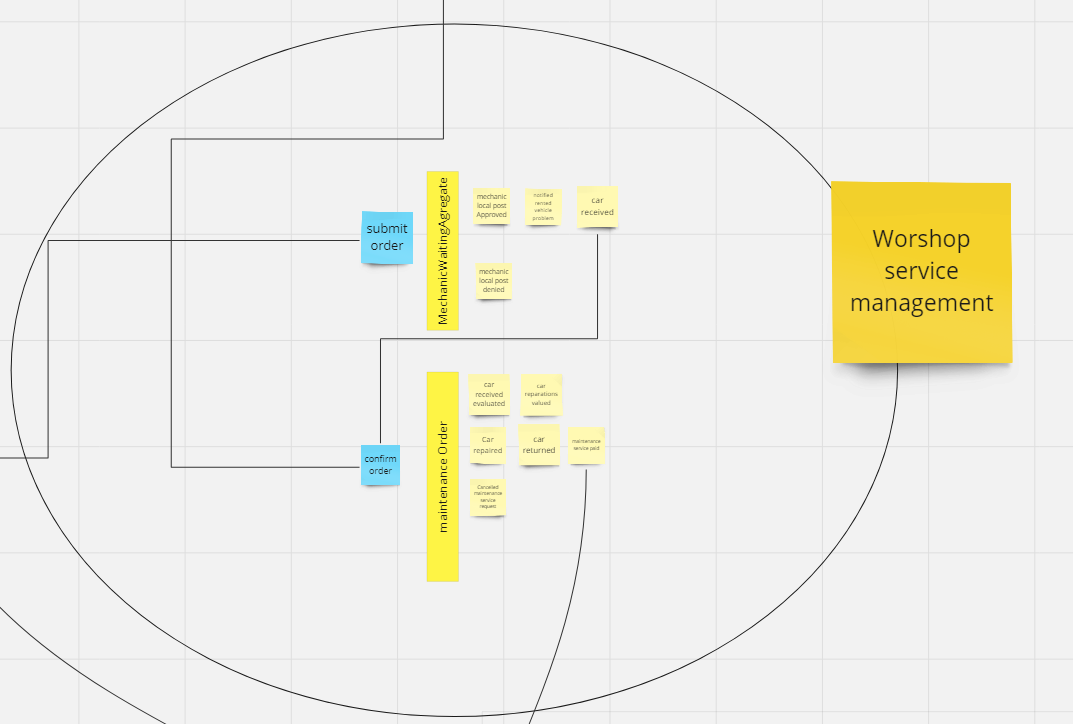 submit
order
MechanicWaitingAgregate
mechanic
local post
Approved
notified
rented
vehicle
problem
car
received
mechanic
local post
denied
Worshop
service
management
confirm
order
maintenance Order
car
received
evaluated
car
reparations
valued
Car
repaired
car
returned
maintenance
service paid
Cancelled
maintenance
service
request